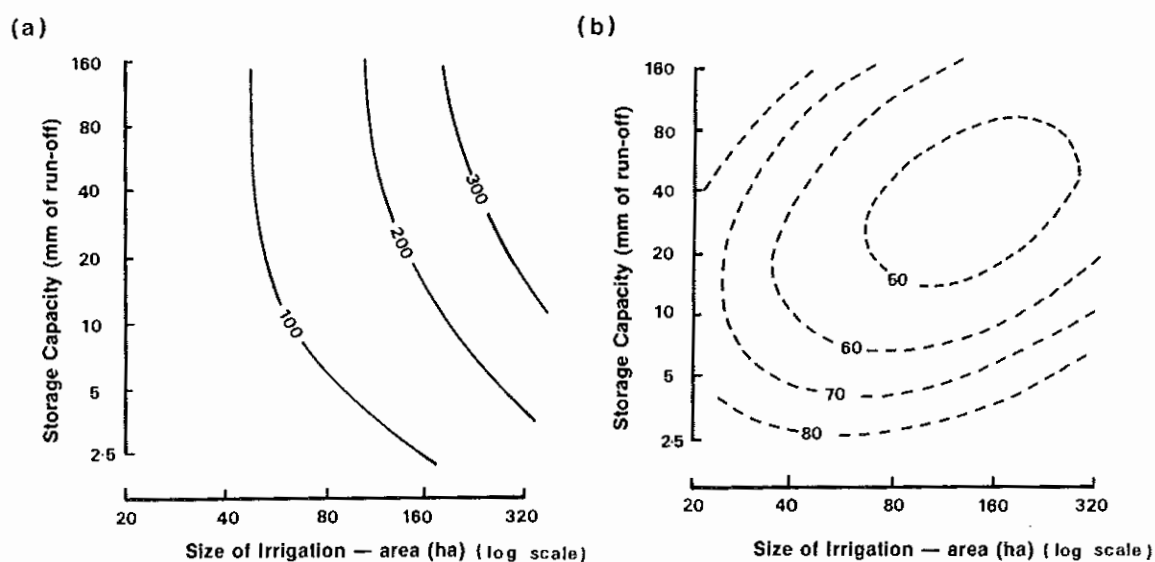 (a)
Storage Capacity (mm of run-off)
160
80
40
20
10
5
2·5
100
200
300
20 40 80 160 320
Size of Irrigation — area (ha) (log scale)
(b)
Storage Capacity (mm of run-off)
160
80
40
20
10
5
2·5
50
60
70
80
20 40 80 160 320
Size of Irrigation — area (ha) (log scale)